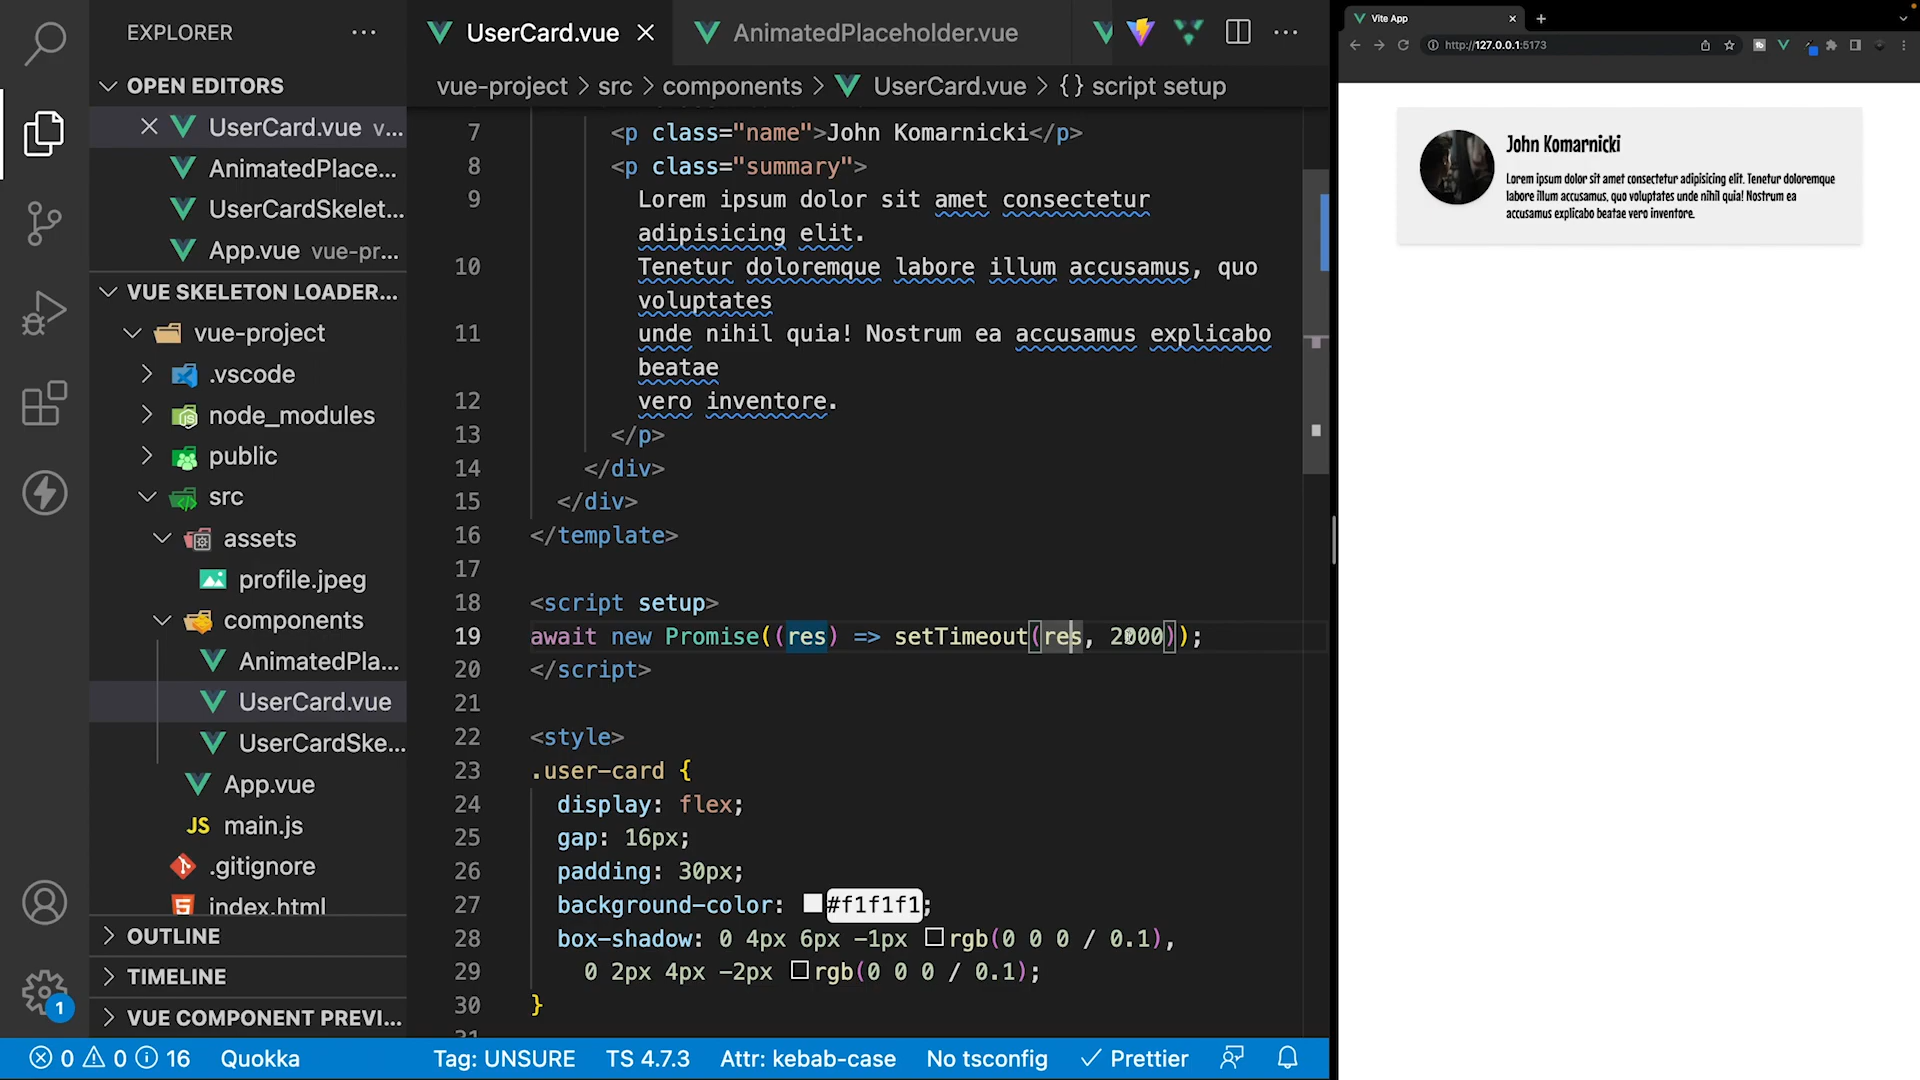 EXPLORER
OPEN EDITORS
UserCard.vue v...
AnimatedPlace...
UserCardSkelet...
App.vue vue-pr...
VUE SKELETON LOADER...
vue-project
.vscode
node_modules
public
src
assets
profile.jpeg
components
AnimatedPla...
UserCard.vue
UserCardSke...
App.vue
JS main.js
.gitignore
index.html
OUTLINE
TIMELINE
VUE COMPONENT PREVI...
1
UserCard.vue
AnimatedPlaceholder.vue
vue-project > src > components > UserCard.vue > {} script setup
7 <p class="name">John Komarnicki</p>
8 <p class="summary">
9 Lorem ipsum dolor sit amet consectetur
adipisicing elit.
10 Tenetur doloremque labore illum accusamus, quo
voluptates
11 unde nihil quia! Nostrum ea accusamus explicabo
beatae
12 vero inventore.
13 </p>
14 </div>
15 </div>
16 </template>
17
18 <script setup>
19 await new Promise((res) => setTimeout(res, 2000));
20 </script>
21
22 <style>
23 .user-card {
24 display: flex;
25 gap: 16px;
26 padding: 30px;
27 background-color: #f1f1f1;
28 box-shadow: 0 4px 6px -1px rgb(0 0 0 / 0.1),
29 0 2px 4px -2px rgb(0 0 0 / 0.1);
30 }
31
0 0 16 Quokka Tag: UNSURE TS 4.7.3 Attr: kebab-case No tsconfig Prettier
Vite App
http://127.0.0.1:5173
John Komarnicki
Lorem ipsum dolor sit amet consectetur adipisicing elit. Tenetur doloremque
labore illum accusamus, quo voluptates unde nihil quia! Nostrum ea
accusamus explicabo beatae vero inventore.